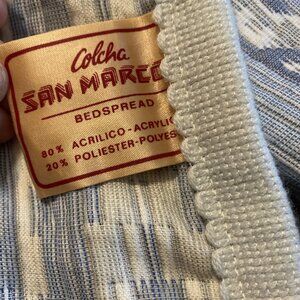 Colcha
SAN MARCO
BEDSPREAD
80% ACRILICO-ACRYLIC
20% POLIESTER-POLYES